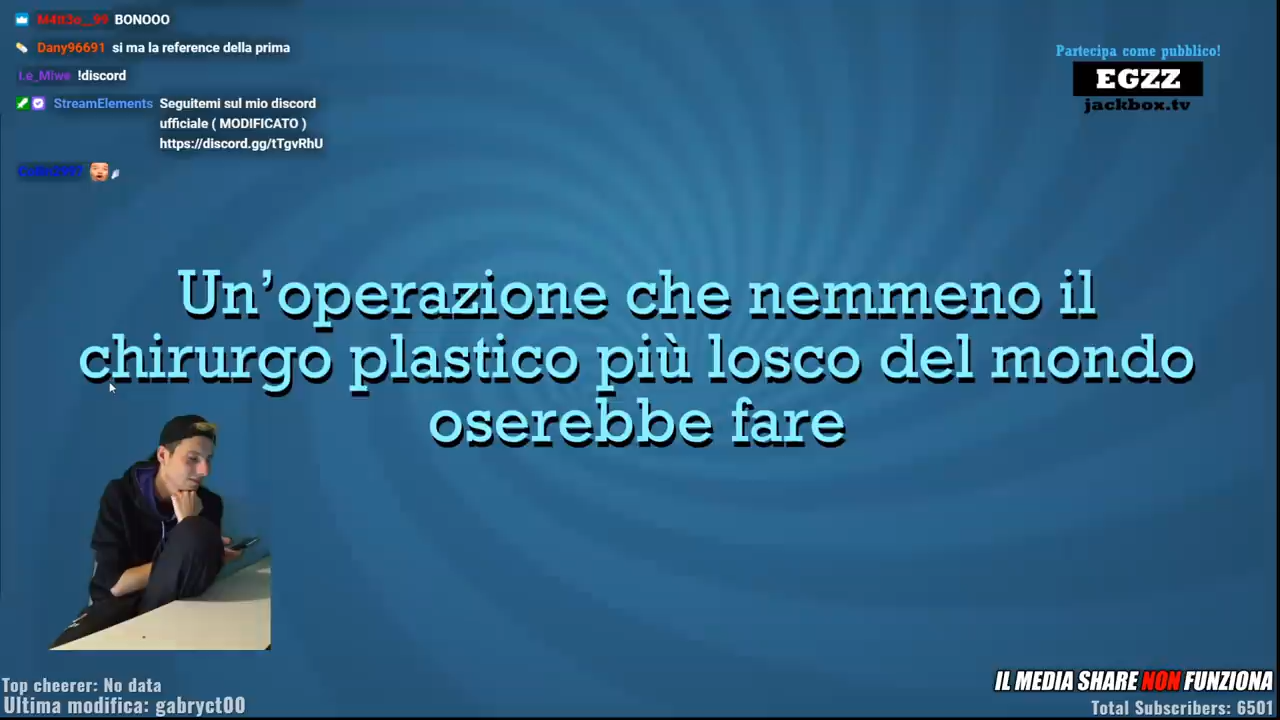 M4tt3o__99 BONOOO
Dany96691 si ma la reference della prima
!discord
StreamElements Seguitemi sul mio discord
ufficiale ( MODIFICATO )
https://discord.gg/tTgvRhU
Partecipa come pubblico!
EGZZ
jackbox.tv
Un’operazione che nemmeno il
chirurgo plastico più losco del mondo
oserebbe fare
Top cheerer: No data
Ultima modifica: gabryct00
IL MEDIA SHARE NON FUNZIONA
Total Subscribers: 6501